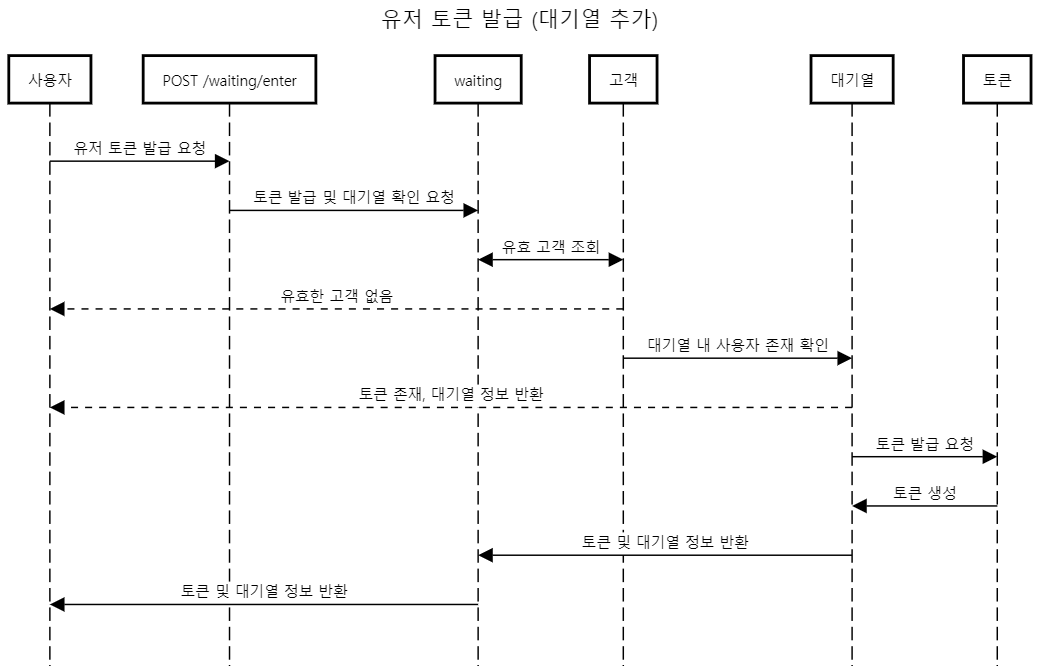 유저 토큰 발급 (대기열 추가)
사용자
POST /waiting/enter
waiting
고객
대기열
토큰
유저 토큰 발급 요청
토큰 발급 및 대기열 확인 요청
유효 고객 조회
유효한 고객 없음
대기열 내 사용자 존재 확인
토큰 존재, 대기열 정보 반환
토큰 발급 요청
토큰 생성
토큰 및 대기열 정보 반환
토큰 및 대기열 정보 반환